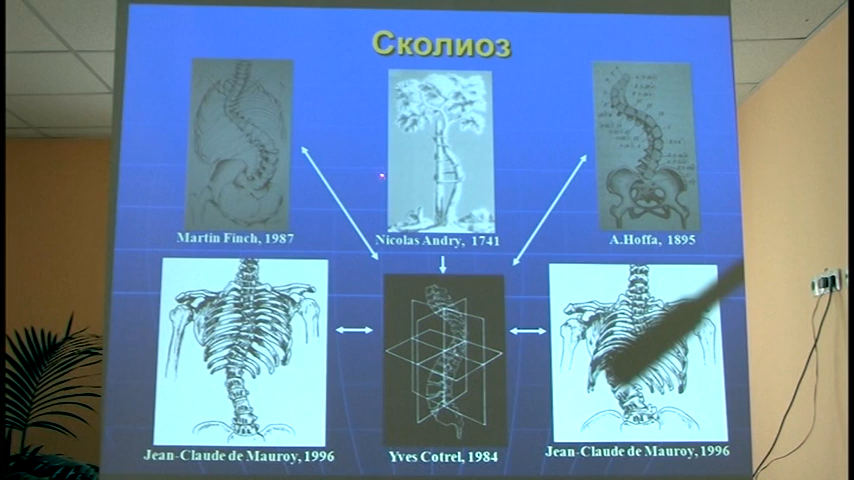 Сколиоз
Martin Finch, 1987
Nicolas Andry, 1741
A.Hoffa, 1895
Jean-Claude de Mauroy, 1996
Yves Cotrel, 1984
Jean-Claude de Mauroy, 1996